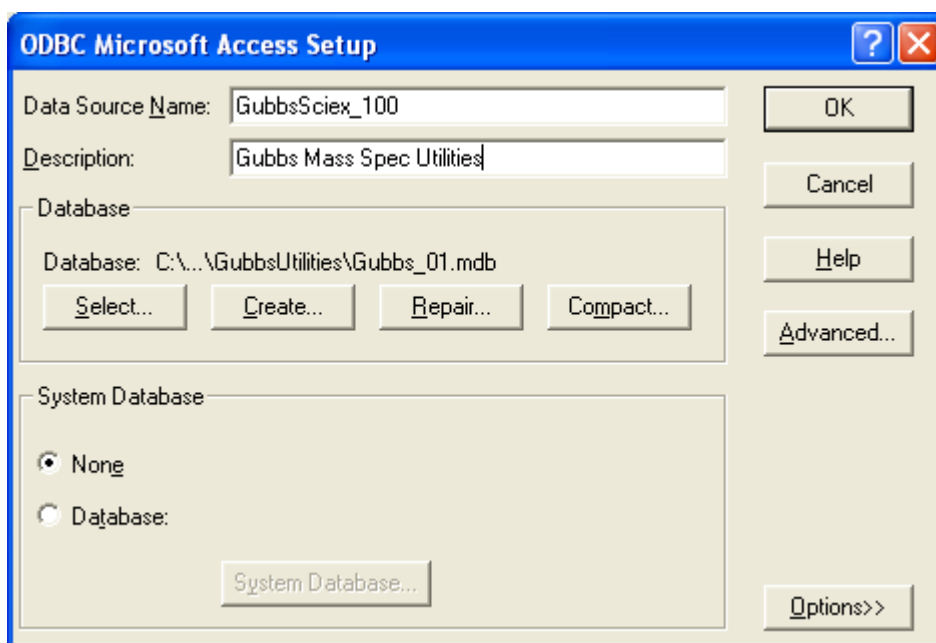 ODBC Microsoft Access Setup
Data Source Name: GubbsSciex_100
OK
Description: Gubbs Mass Spec Utilities
Cancel
Database
Database: C:\...\GubbsUtilities\Gubbs_01.mdb
Help
Select... Create... Repair... Compact...
Advanced...
System Database
None
Database:
System Database...
Options>>